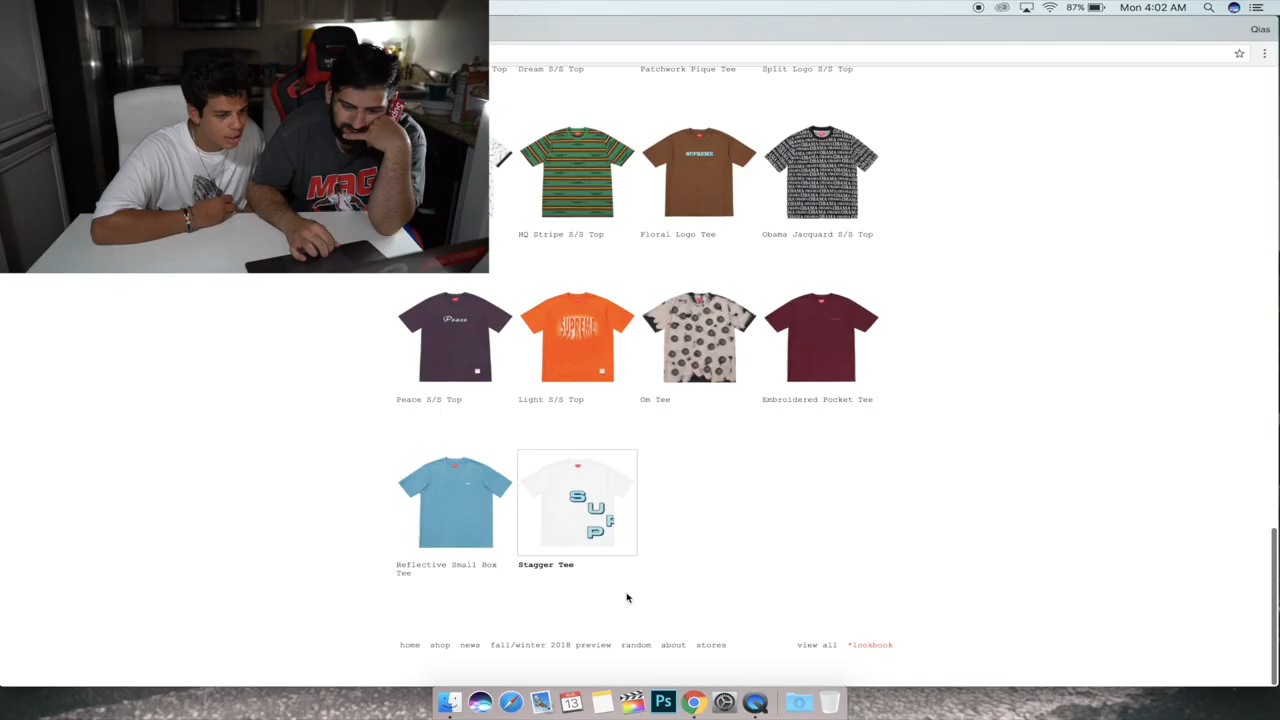 87%
Mon 4:02 AM
Qias
Top
Dream S/S Top
Patchwork Pique Tee
Split Logo S/S Top
SUPREME
HQ Stripe S/S Top
Floral Logo Tee
Obama Jacquard S/S Top
Peace
SUPREME
Peace S/S Top
Light S/S Top
Om Tee
Embroidered Pocket Tee
S
U
P
Reflective Small Box
Tee
Stagger Tee
home shop news fall/winter 2018 preview random about stores
view all *lookbook
13
Ps